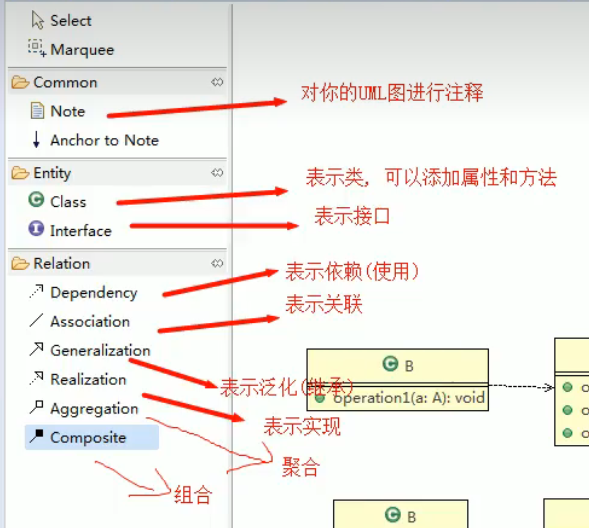 Select
Marquee
Common
Note
对你的UML图进行注释
Anchor to Note
Entity
Class
表示类, 可以添加属性和方法
Interface
表示接口
Relation
Dependency
表示依赖(使用)
Association
表示关联
Generalization
表示泛化(继承)
Realization
表示实现
Aggregation
聚合
Composite
组合
B
operation1(a: A): void
o
o
o
B